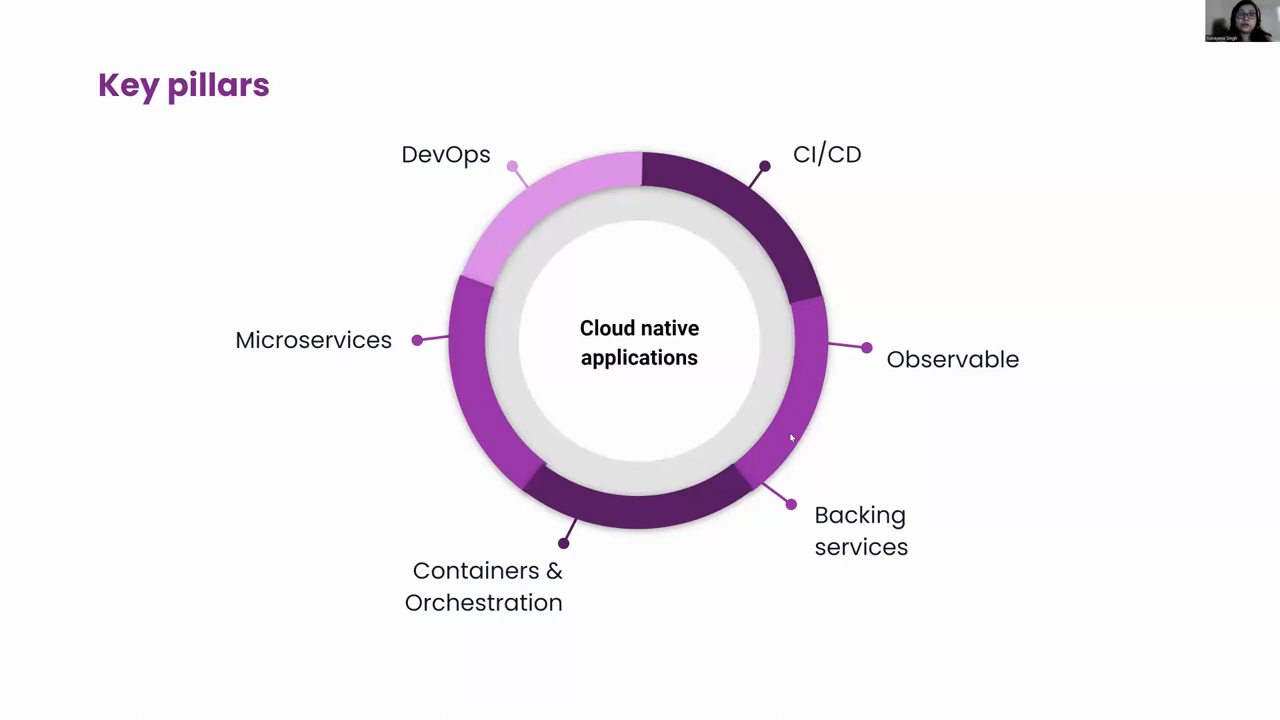 Key pillars
DevOps
CI/CD
Microservices
Cloud native
applications
Observable
Backing
services
Containers &
Orchestration